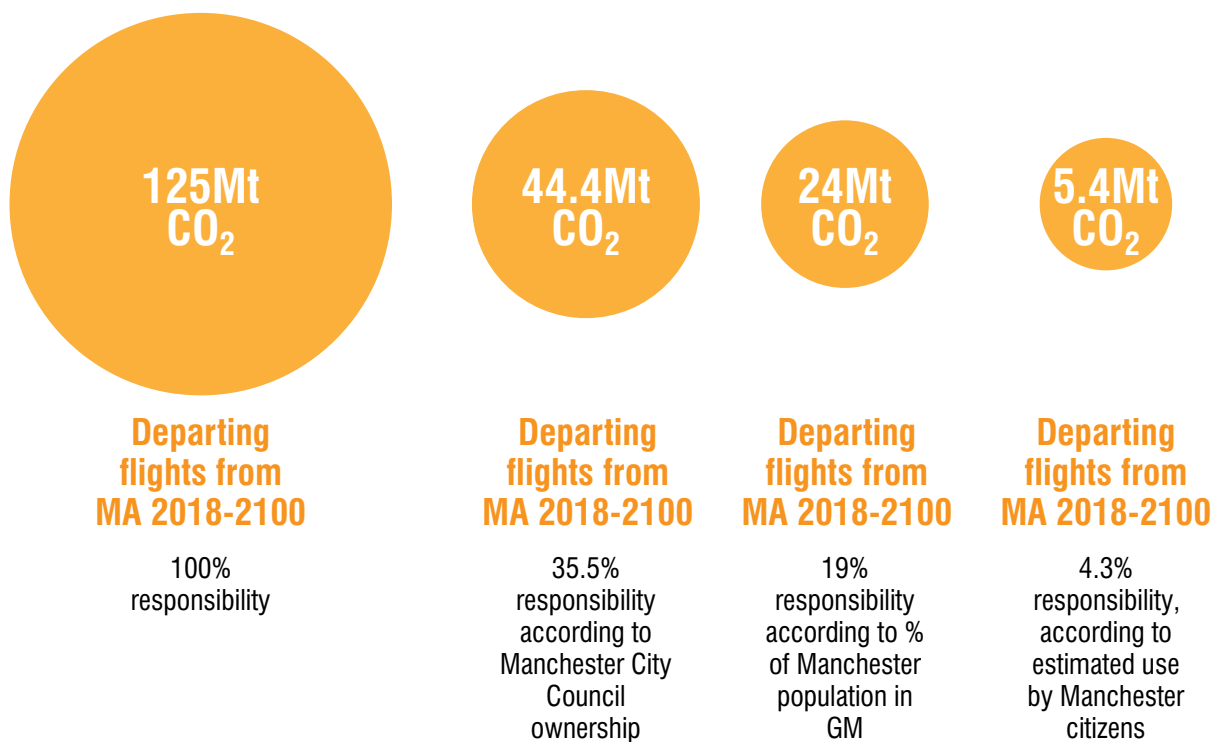 125Mt
CO₂
44.4Mt
CO₂
24Mt
CO₂
5.4Mt
CO₂
Departing
flights from
MA 2018-2100
100%
responsibility
Departing
flights from
MA 2018-2100
35.5%
responsibility
according to
Manchester City
Council
ownership
Departing
flights from
MA 2018-2100
19%
responsibility
according to %
of Manchester
population in
GM
Departing
flights from
MA 2018-2100
4.3%
responsibility,
according to
estimated use
by Manchester
citizens